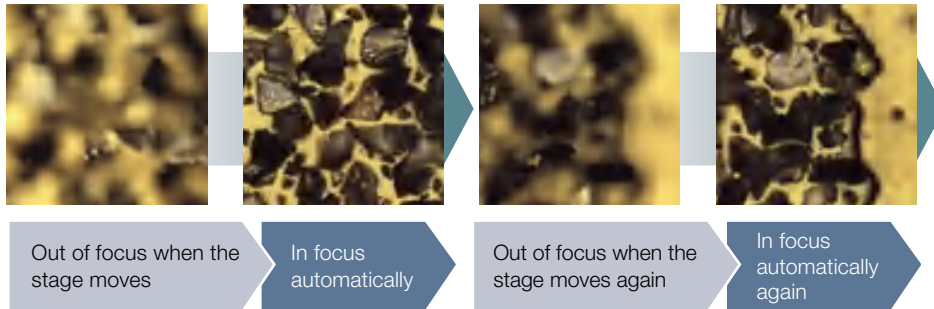 Out of focus when the
stage moves
In focus
automatically
Out of focus when the
stage moves again
In focus
automatically
again